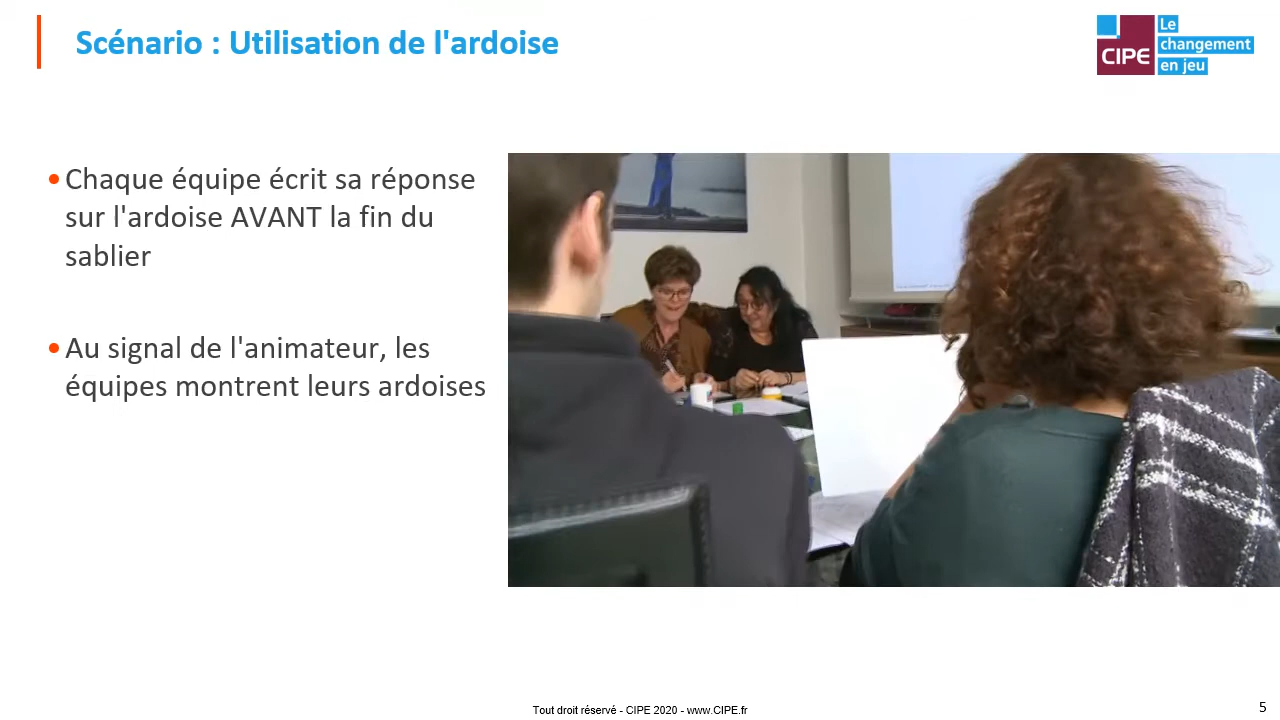 Scénario : Utilisation de l'ardoise
CIPE
Le
changement
en jeu
•Chaque équipe écrit sa réponse
sur l'ardoise AVANT la fin du
sablier
•Au signal de l'animateur, les
équipes montrent leurs ardoises
Tout droit réservé - CIPE 2020 - www.CIPE.fr
5